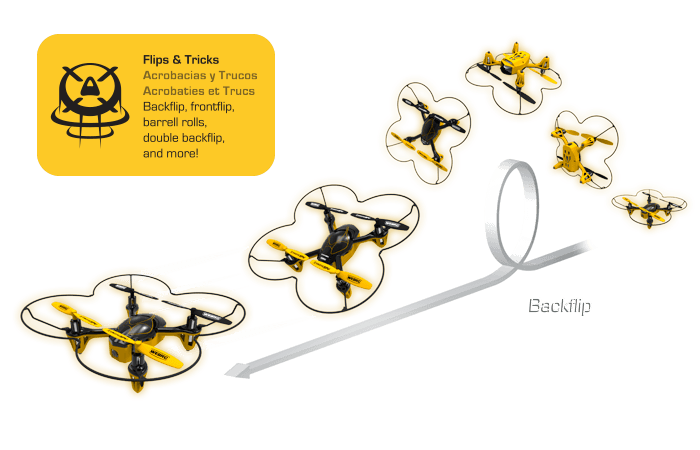 Flips & Tricks
Acrobacias y Trucos
Acrobaties et Trucs
Backflip, frontflip,
barrell rolls,
double backflip,
and more!
Backflip